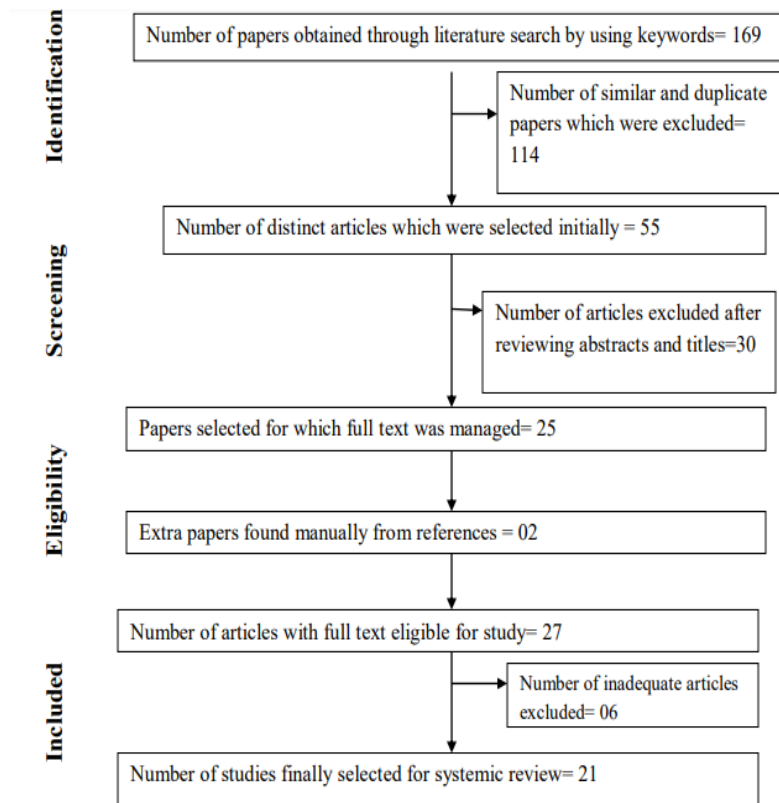 Identification
Number of papers obtained through literature search by using keywords= 169
Number of similar and duplicate
papers which were excluded=
114
Number of distinct articles which were selected initially = 55
Screening
Number of articles excluded after
reviewing abstracts and titles=30
Papers selected for which full text was managed= 25
Eligibility
Extra papers found manually from references = 02
Number of articles with full text eligible for study= 27
Included
Number of inadequate articles
excluded= 06
Number of studies finally selected for systemic review= 21